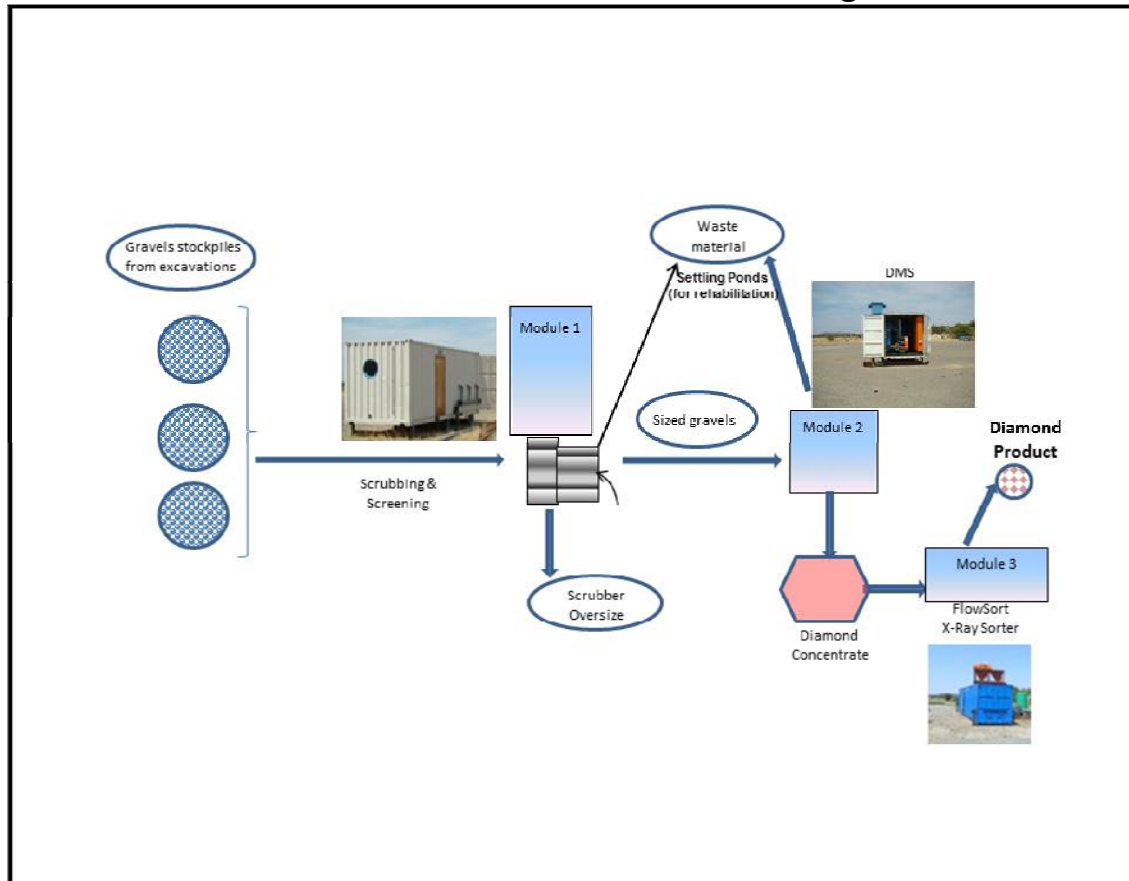 Gravels stockpiles
from excavations
Waste
material
Settling Ponds
(for rehabilitation)
DMS
Module 1
Sized gravels
Module 2
Diamond
Product
Scrubbing &
Screening
Module 3
Scrubber
Oversize
FlowSort
X-Ray Sorter
Diamond
Concentrate